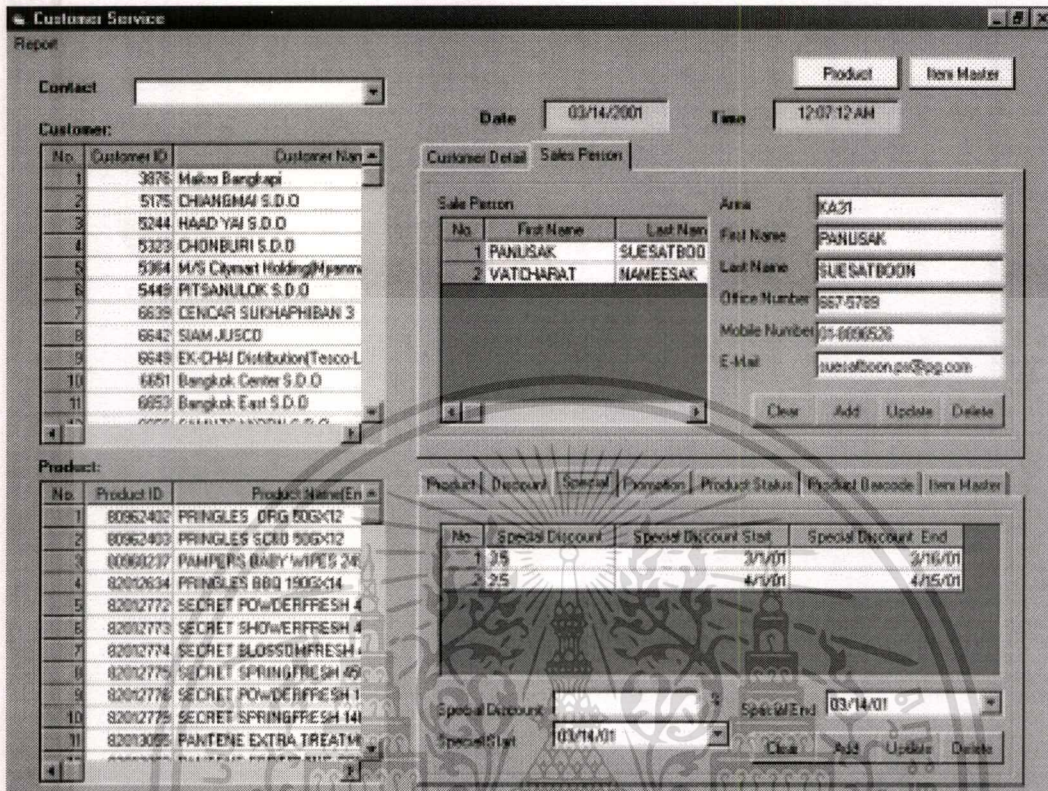 Customer Service
Report
Product Item Master
Contact
Date 03/14/2001 Time 12:07:12 AM
Customer:
No. Customer ID Customer Nam
1 3876 Makro Bangkapi
2 5175 CHIANGMAI S.D.O
3 5244 HAAD YAI S.D.O
4 5323 CHONBURI S.D.O
5 5364 M/S Citymart Holding(Myanma
6 5449 PITSANULOK S.D.O
7 6639 CENCAR SUKHAPHIBAN 3
8 6642 SIAM JUSCO
9 6649 EK-CHAI Distribution(Tesco-L
10 6651 Bangkok Center S.D.O
11 6653 Bangkok East S.D.O
Customer Detail Sales Person
Sale Person
No. First Name Last Nam
1 PANUSAK SUESATBOO
2 VATCHARAT NAMEESAK
Area KA31
First Name PANUSAK
Last Name SUESATBOON
Office Number 667-5789
Mobile Number 01-8896526
E-Mail suesatboon.ps@pg.com
Clear Add Update Delete
Product:
No. Product ID Product Name(En
1 80962402 PRINGLES ORG 50GX12
2 80962403 PRINGLES SC&O 50GX12
3 80968237 PAMPERS BABY WIPES 24
4 82012634 PRINGLES BBQ 190GX14
5 82012772 SECRET POWDERFRESH 4
6 82012773 SECRET SHOWERFRESH 4
7 82012774 SECRET BLOSSOMFRESH
8 82012775 SECRET SPRINGFRESH 45
9 82012776 SECRET POWDERFRESH 1
10 82012779 SECRET SPRINGFRESH 14
11 PANTENE EXTRA TREATM
Product Discount Special Promotion Product Status Product Barcode Item Master
No Special Discount Special Discount Start Special Discount End
1 3.5 3/1/01 3/16/01
2 2.5 4/1/01 4/15/01
Special Discount % Special End 03/14/01
Special Start 03/14/01
Clear Add Update Delete